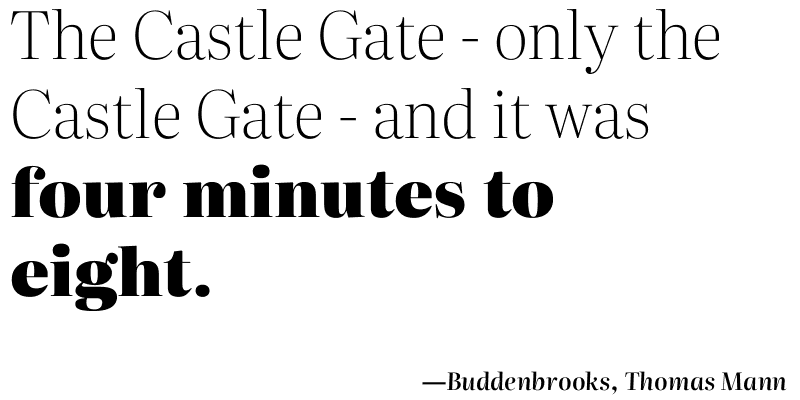 The Castle Gate - only the
Castle Gate - and it was
four minutes to
eight.
—Buddenbrooks, Thomas Mann